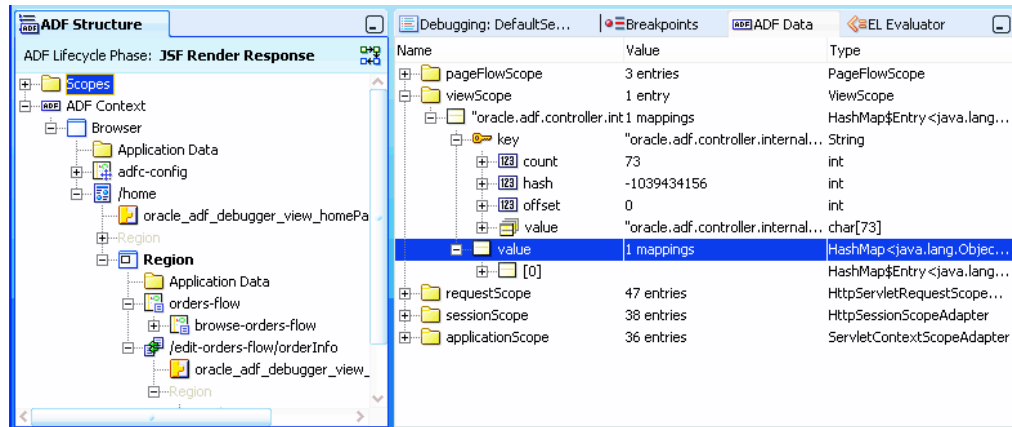 ADF Structure
ADF Lifecycle Phase: JSF Render Response
Scopes
ADF Context
Browser
Application Data
adfc-config
/home
oracle_adf_debugger_view_homePa
Region
Region
Application Data
orders-flow
browse-orders-flow
/edit-orders-flow/orderInfo
oracle_adf_debugger_view_
Region
Debugging: DefaultSe... Breakpoints ADF Data EL Evaluator
Name Value Type
pageFlowScope 3 entries PageFlowScope
viewScope 1 entry ViewScope
"oracle.adf.controller.int 1 mappings HashMap$Entry<java.lang...
key "oracle.adf.controller.internal... String
count 73 int
hash -1039434156 int
offset 0 int
value "oracle.adf.controller.internal... char[73]
value 1 mappings HashMap<java.lang.Objec...
[0] HashMap$Entry<java.lang...
requestScope 47 entries HttpServletRequestScope...
sessionScope 38 entries HttpSessionScopeAdapter
applicationScope 36 entries ServletContextScopeAdapter